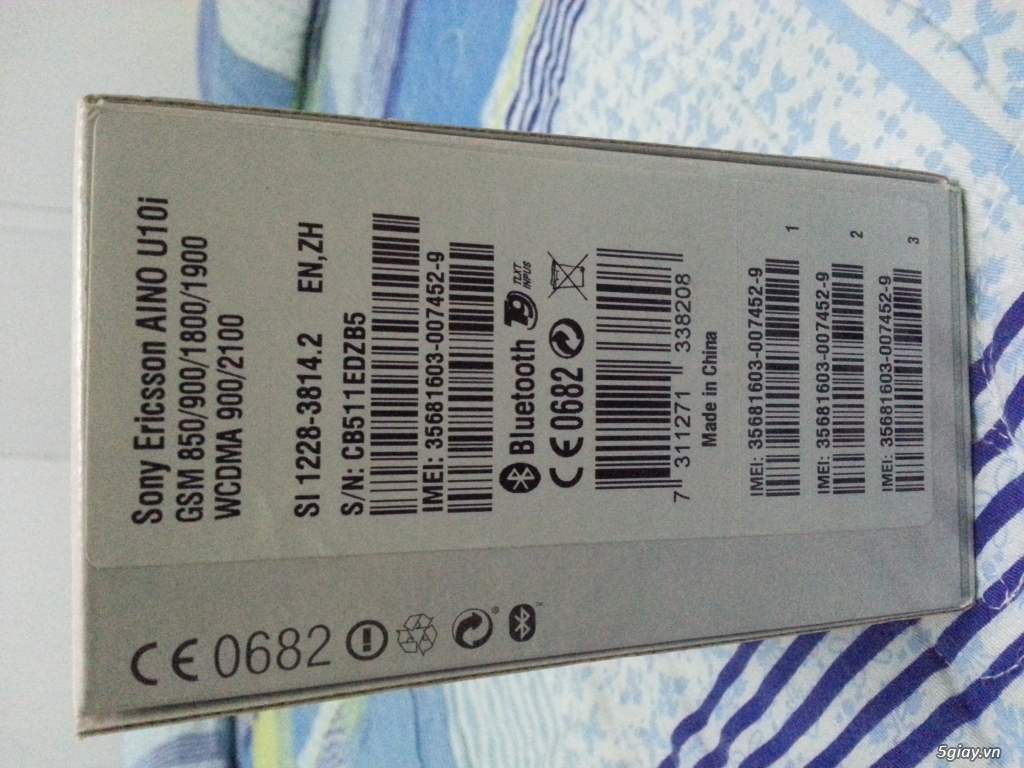 Sony Ericsson AINO U10i
GSM 850/900/1800/1900
WCDMA 900/2100
SI 1228-3814.2 EN,ZH
S/N: CB511EDZB5
IMEI: 35681603-007452-9
Bluetooth T9 TEXT INPUT
CE 0682
7 311271 338208
Made in China
IMEI: 35681603-007452-9 1
IMEI: 35681603-007452-9 2
IMEI: 35681603-007452-9 3
CE 0682
5giay.vn